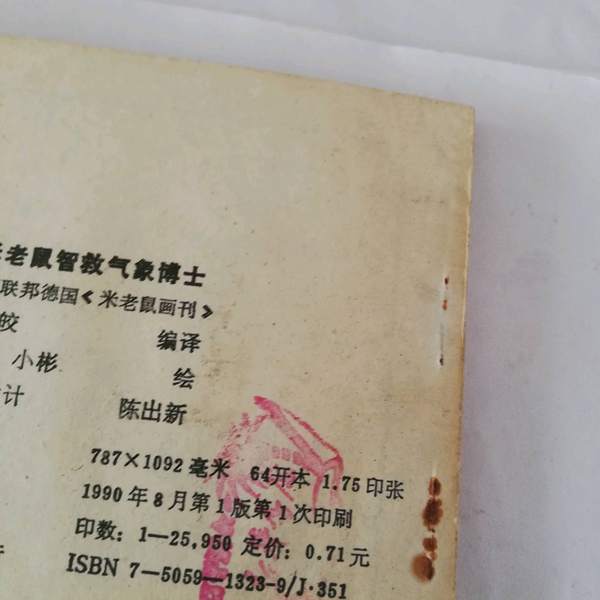 老鼠智救气象博士
联邦德国《米老鼠画刊》
皎 编译
小彬 绘
计 陈出新
787×1092毫米 64开本 1.75印张
1990年8月第1版第1次印刷
印数：1—25,950 定价：0.71元
ISBN 7—5059—1323-9/J·351